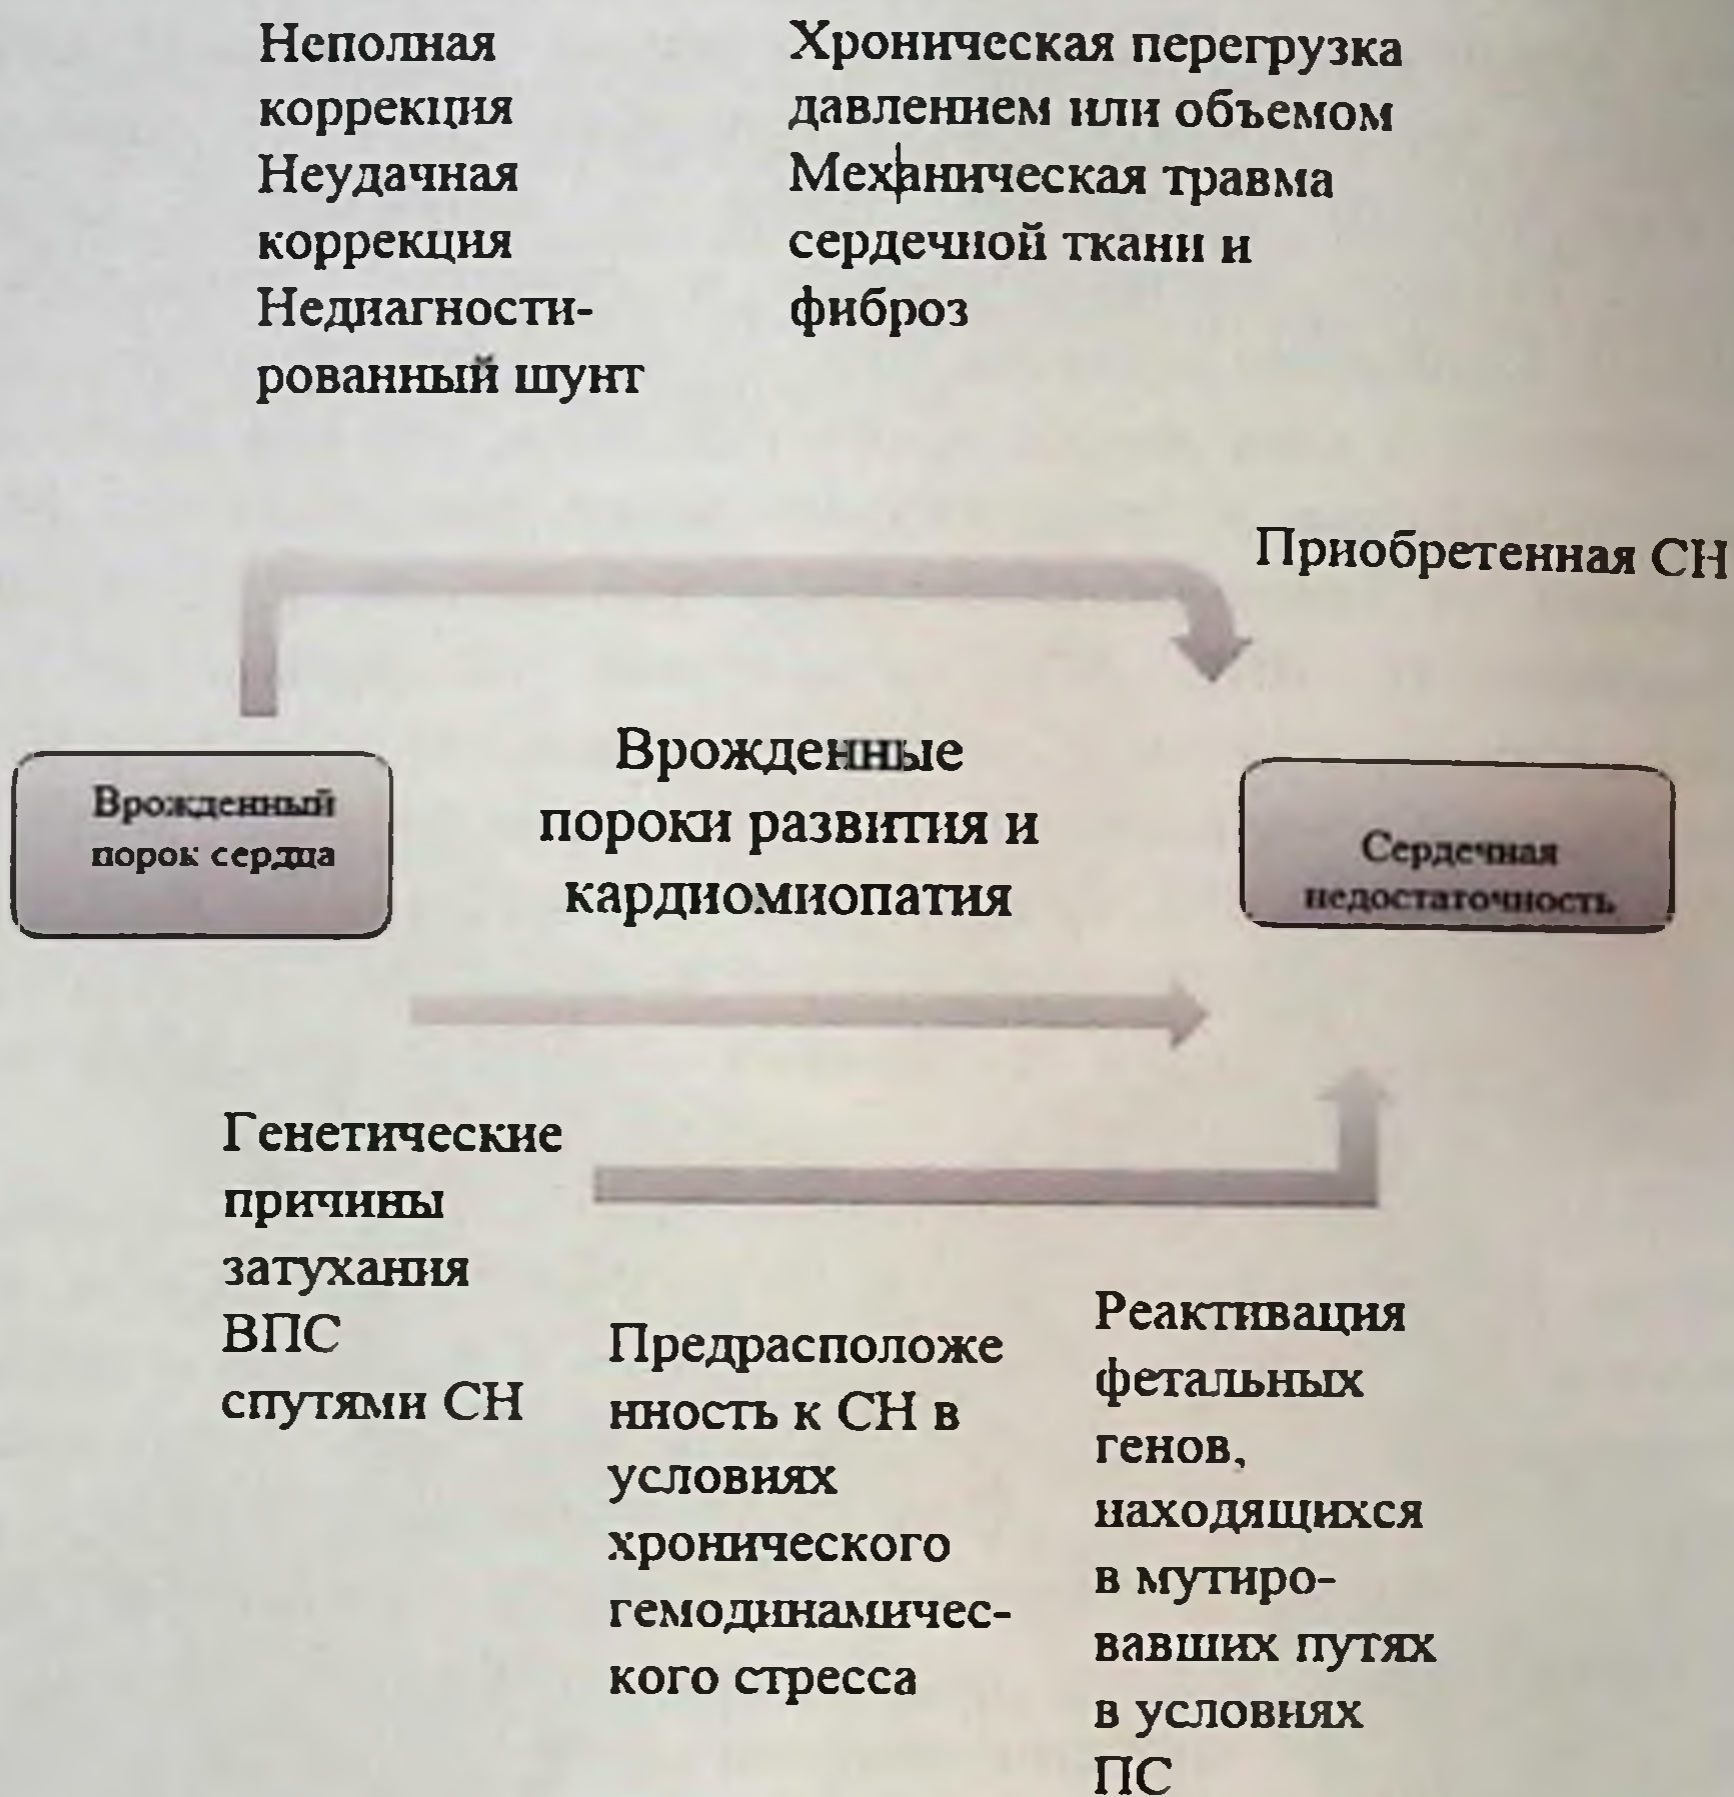 Неполная
коррекция
Неудачная
коррекция
Недиагности-
рованный шунт
Хроническая перегрузка
давлением или объемом
Механическая травма
сердечной ткани и
фиброз
Приобретенная СН
Врожденный
порок сердца
Врожденные
пороки развития и
кардиомиопатия
Сердечная
недостаточность
Генетические
причины
затухания
ВПС
спутями СН
Предрасположе
нность к СН в
условиях
хронического
гемодинамичес-
кого стресса
Реактивация
фетальных
генов,
находящихся
в мутиро-
вавших путях
в условиях
ПС